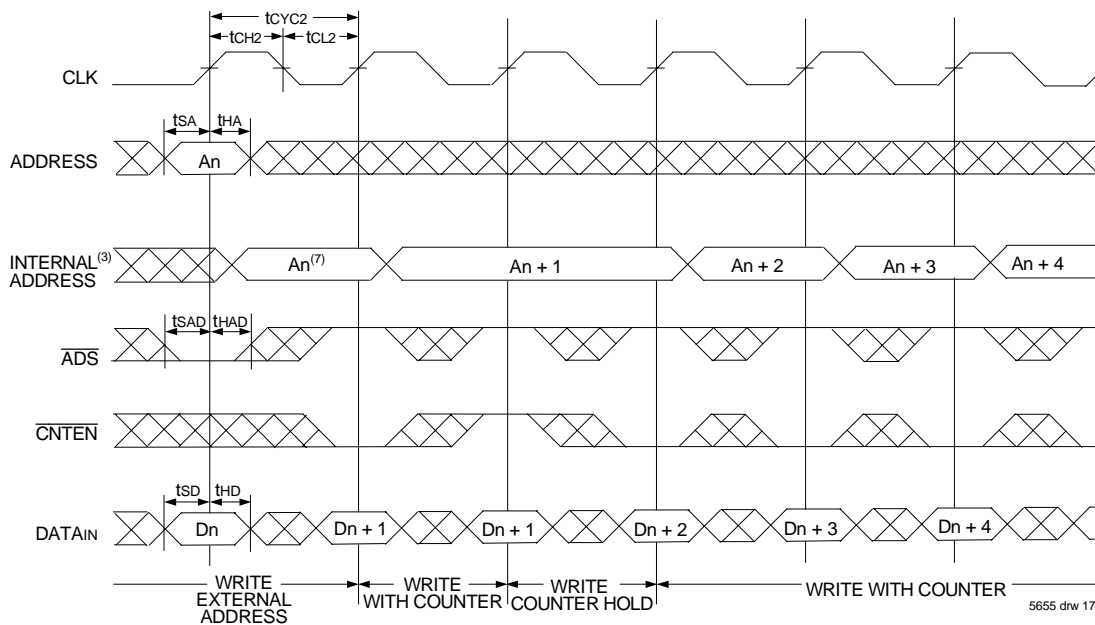 tCYC2
tCH2 tCL2
CLK
tSA tHA
ADDRESS An
INTERNAL(3)
ADDRESS
An(7) An + 1 An + 2 An + 3 An + 4
tSAD tHAD
ADS
CNTEN
tSD tHD
DATAIN Dn Dn + 1 Dn + 1 Dn + 2 Dn + 3 Dn + 4
WRITE
EXTERNAL
ADDRESS
WRITE
WITH COUNTER
WRITE
COUNTER HOLD
WRITE WITH COUNTER
5655 drw 17